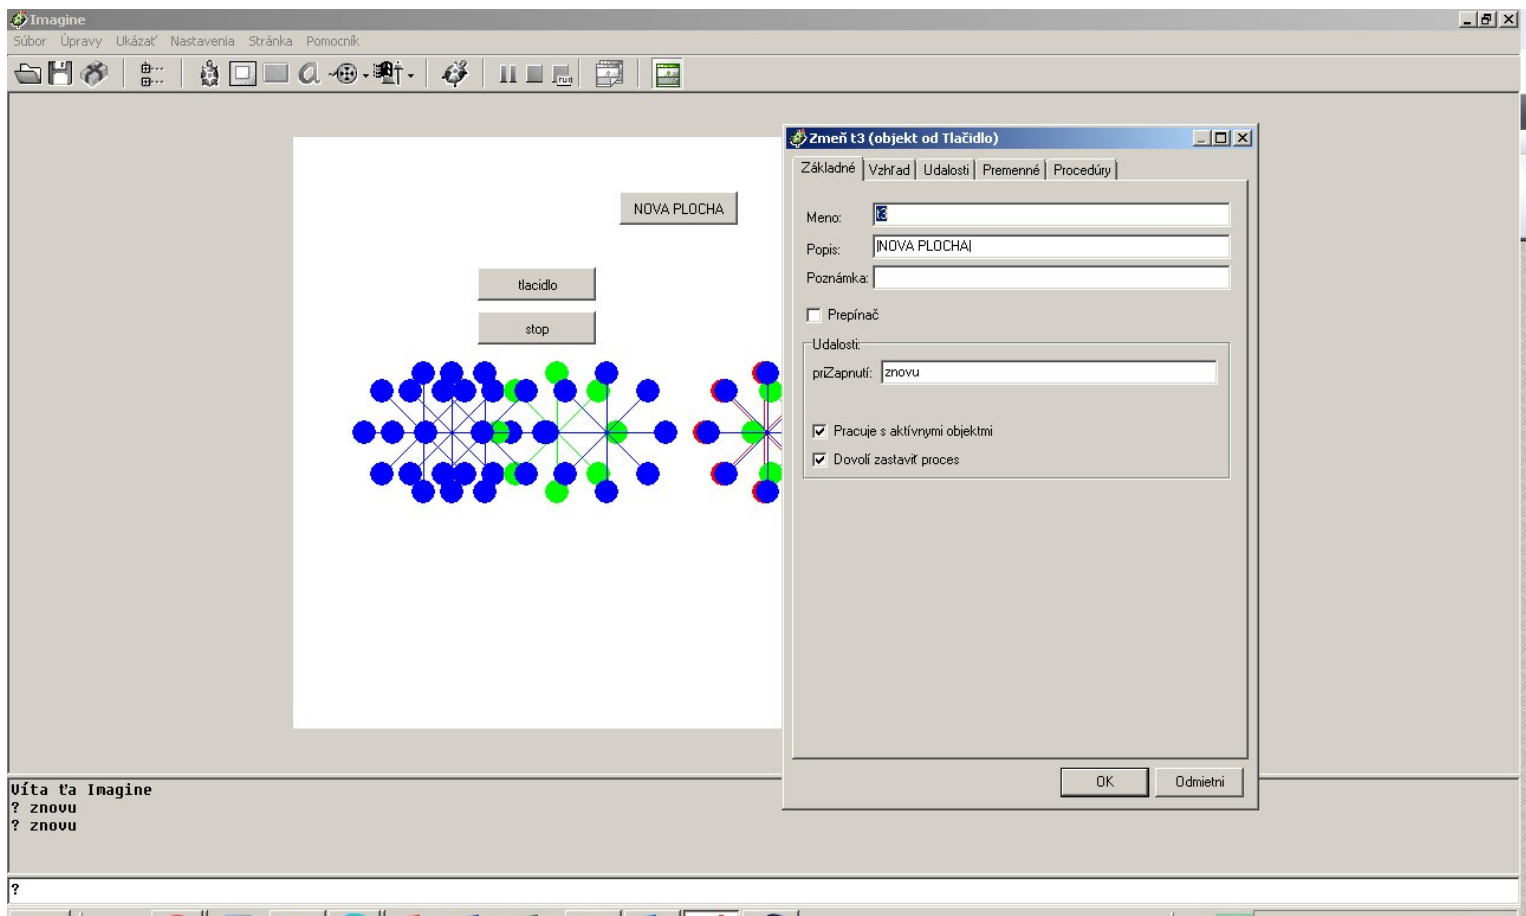 Imagine
Súbor Úpravy Ukázať Nastavenia Stránka Pomocník
run
NOVA PLOCHA
tlacidlo
stop
Zmeň t3 (objekt od Tlačidlo)
Základné Vzhľad Udalosti Premenné Procedúry
Meno: t3
Popis: |NOVA PLOCHA|
Poznámka:
Prepínač
Udalosti:
priZapnutí: znovu
Pracuje s aktívnymi objektmi
Dovolí zastaviť proces
OK Odmietni
Víta ťa Imagine
? znovu
? znovu
?